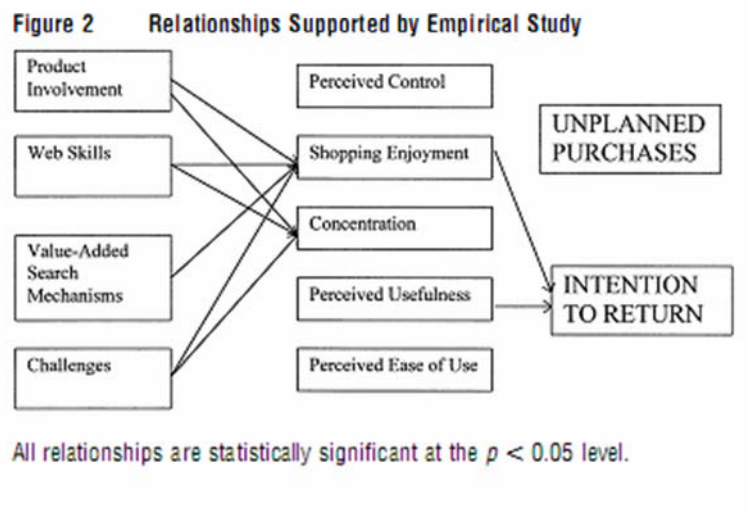 Figure 2 Relationships Supported by Empirical Study
Product
Involvement
Web Skills
Value-Added
Search
Mechanisms
Challenges
Perceived Control
Shopping Enjoyment
Concentration
Perceived Usefulness
Perceived Ease of Use
UNPLANNED
PURCHASES
INTENTION
TO RETURN
All relationships are statistically significant at the p < 0.05 level.